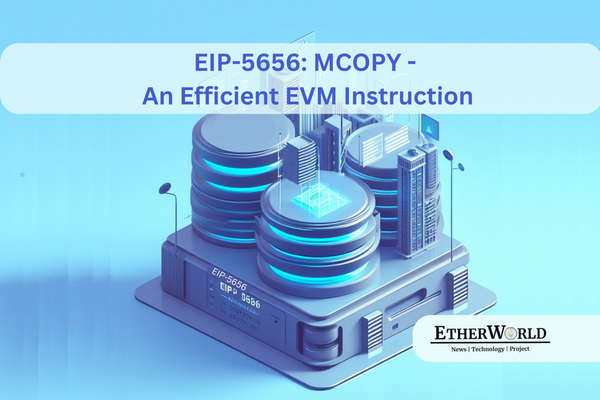 EIP-5656: MCOPY -
An Efficient EVM Instruction
EIP-5656
ETHERWORLD
News | Technology | Project